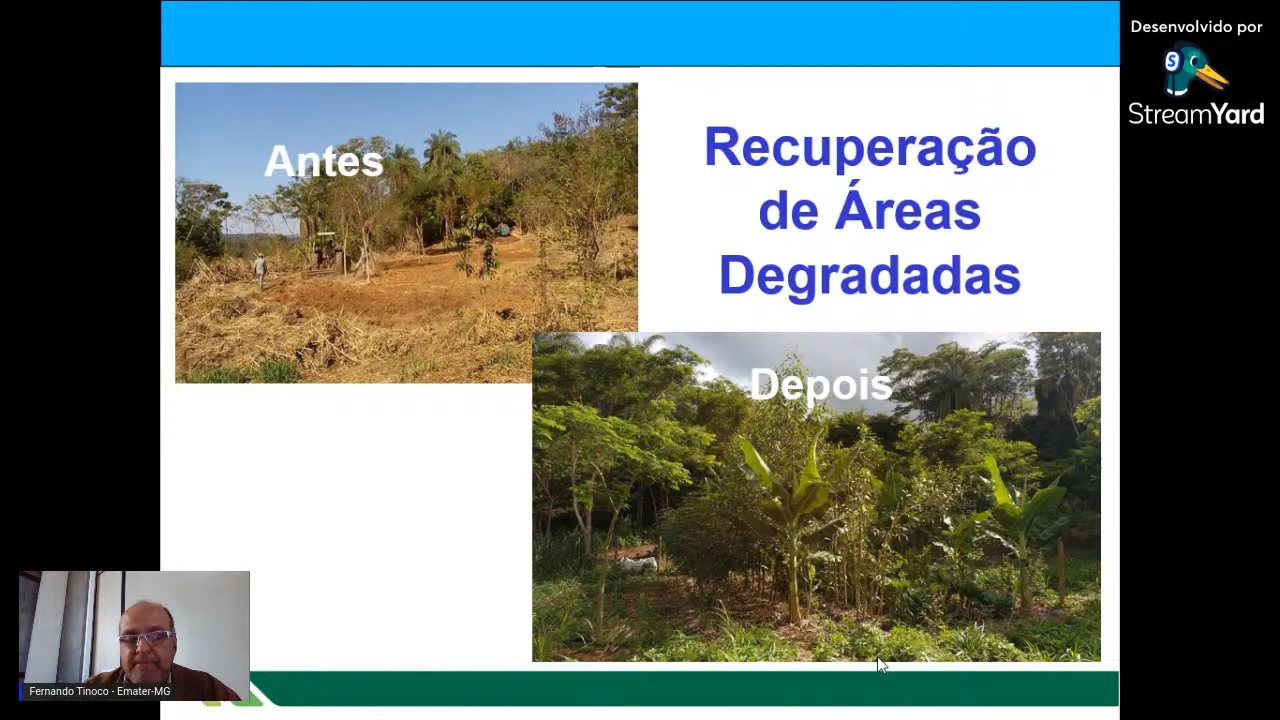 Desenvolvido por
StreamYard
Antes
Recuperação
de Áreas
Degradadas
Depois
Fernando Tinoco - Emater-MG